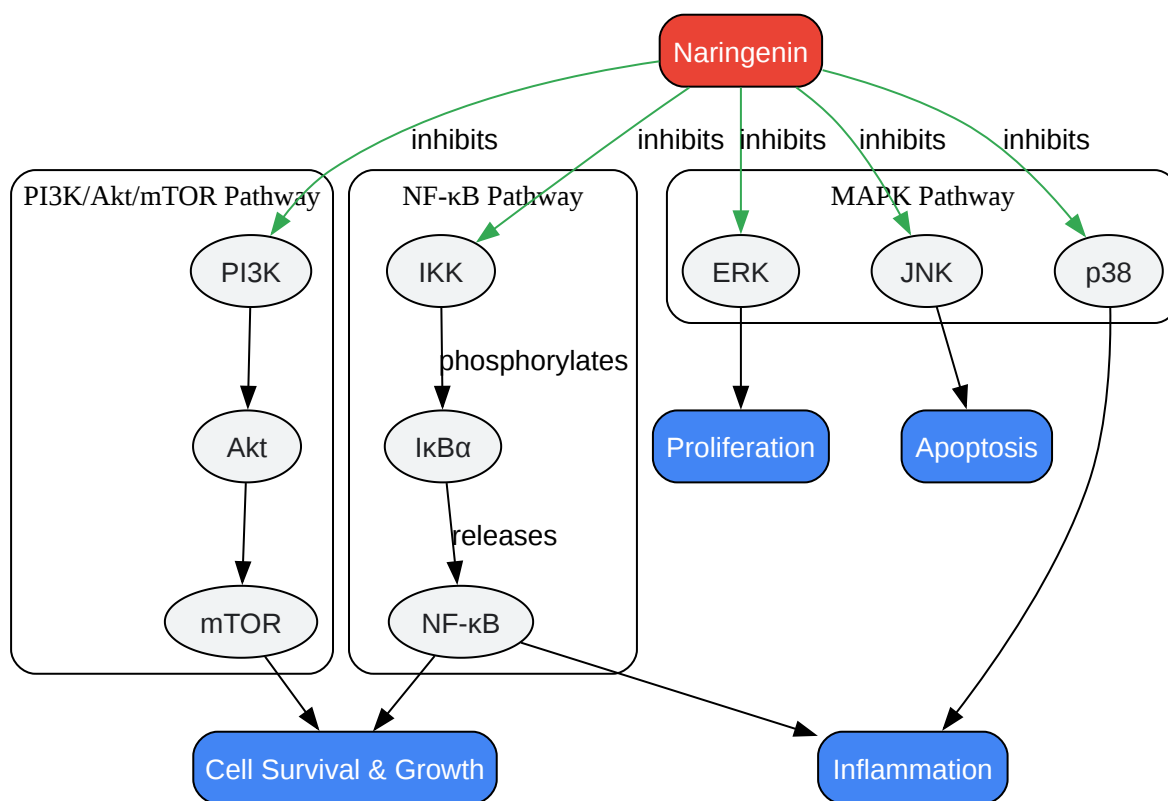 Naringenin
inhibits
inhibits
inhibits
inhibits
inhibits
PI3K/Akt/mTOR Pathway
NF-κB Pathway
MAPK Pathway
PI3K
IKK
ERK
JNK
p38
phosphorylates
Akt
IκBα
Proliferation
Apoptosis
releases
mTOR
NF-κB
Cell Survival & Growth
Inflammation